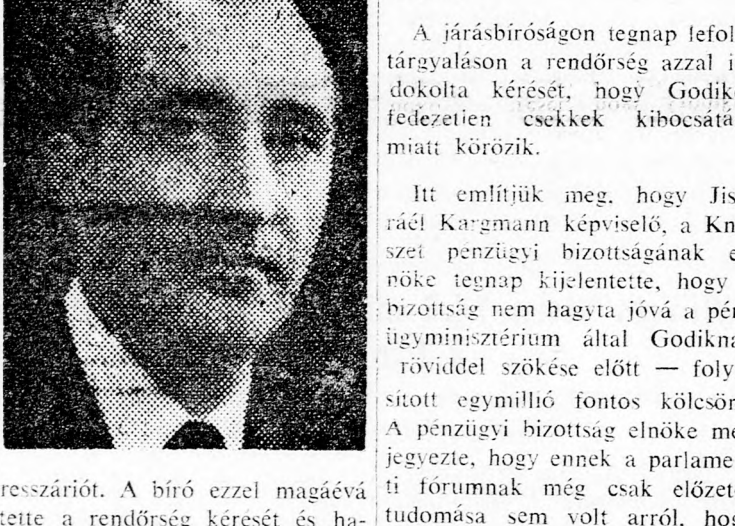 resszáriót. A bíró ezzel magáévá
tette a rendőrség kérését és ha-
A járásbíróságon tegnap lefol
tárgyaláson a rendőrség azzal i
dokolta kérését, hogy Godik
fedezetlen csekkek kibocsátá
miatt körözik.
Itt említjük meg, hogy Jis
ráél Kargmann képviselő, a Kn
szet pénzügyi bizottságának e
nöke tegnap kijelentette, hogy
bizottság nem hagyta jóvá a pén
ügyminisztérium által Godikna
röviddel szökése előtt — folyó
sított egymillió fontos kölcsön
A pénzügyi bizottság elnöke me
jegyezte, hogy ennek a parlame
ti fórumnak még csak előzet
tudomása sem volt arról, hog